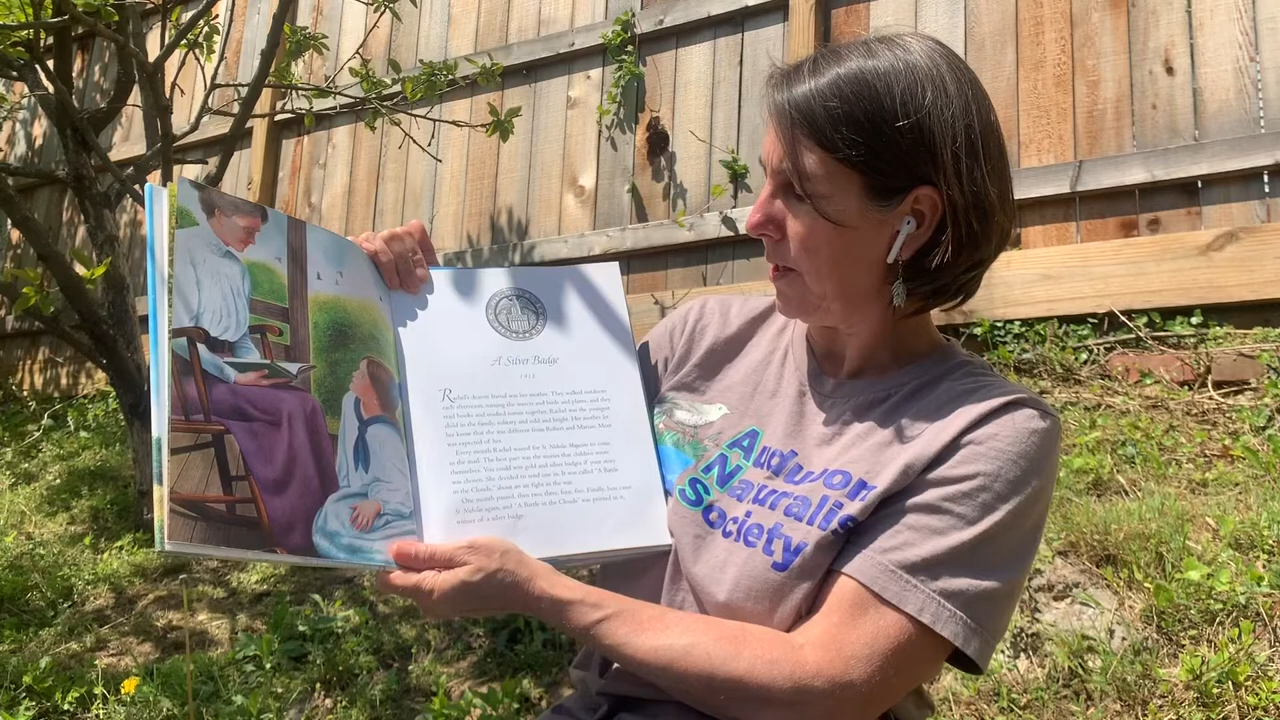 A Silver Badge
1918
Rachel's dearest friend was her mother. They walked outdoors
early afternoons, naming the insects and birds and plants, and they
read books and studied nature together. Rachel was the youngest
child in the family, solitary and mild and bright. Her mother let
her know that she was different from Robert and Marian. More
was expected of her.
Every month Rachel waited for St. Nicholas Magazine to come
in the mail. The best part was the stories that children wrote
themselves. You could win gold and silver badges if your story
was chosen. She decided to send one in. It was called "A Battle
in the Clouds," about an air fight in the war.
One month passed, then two, three, four, five. Finally,
St. Nicholas again, and "A Battle in the Clouds" was printed in it,
winner of a silver badge.
Audubon
Naturalis
Society